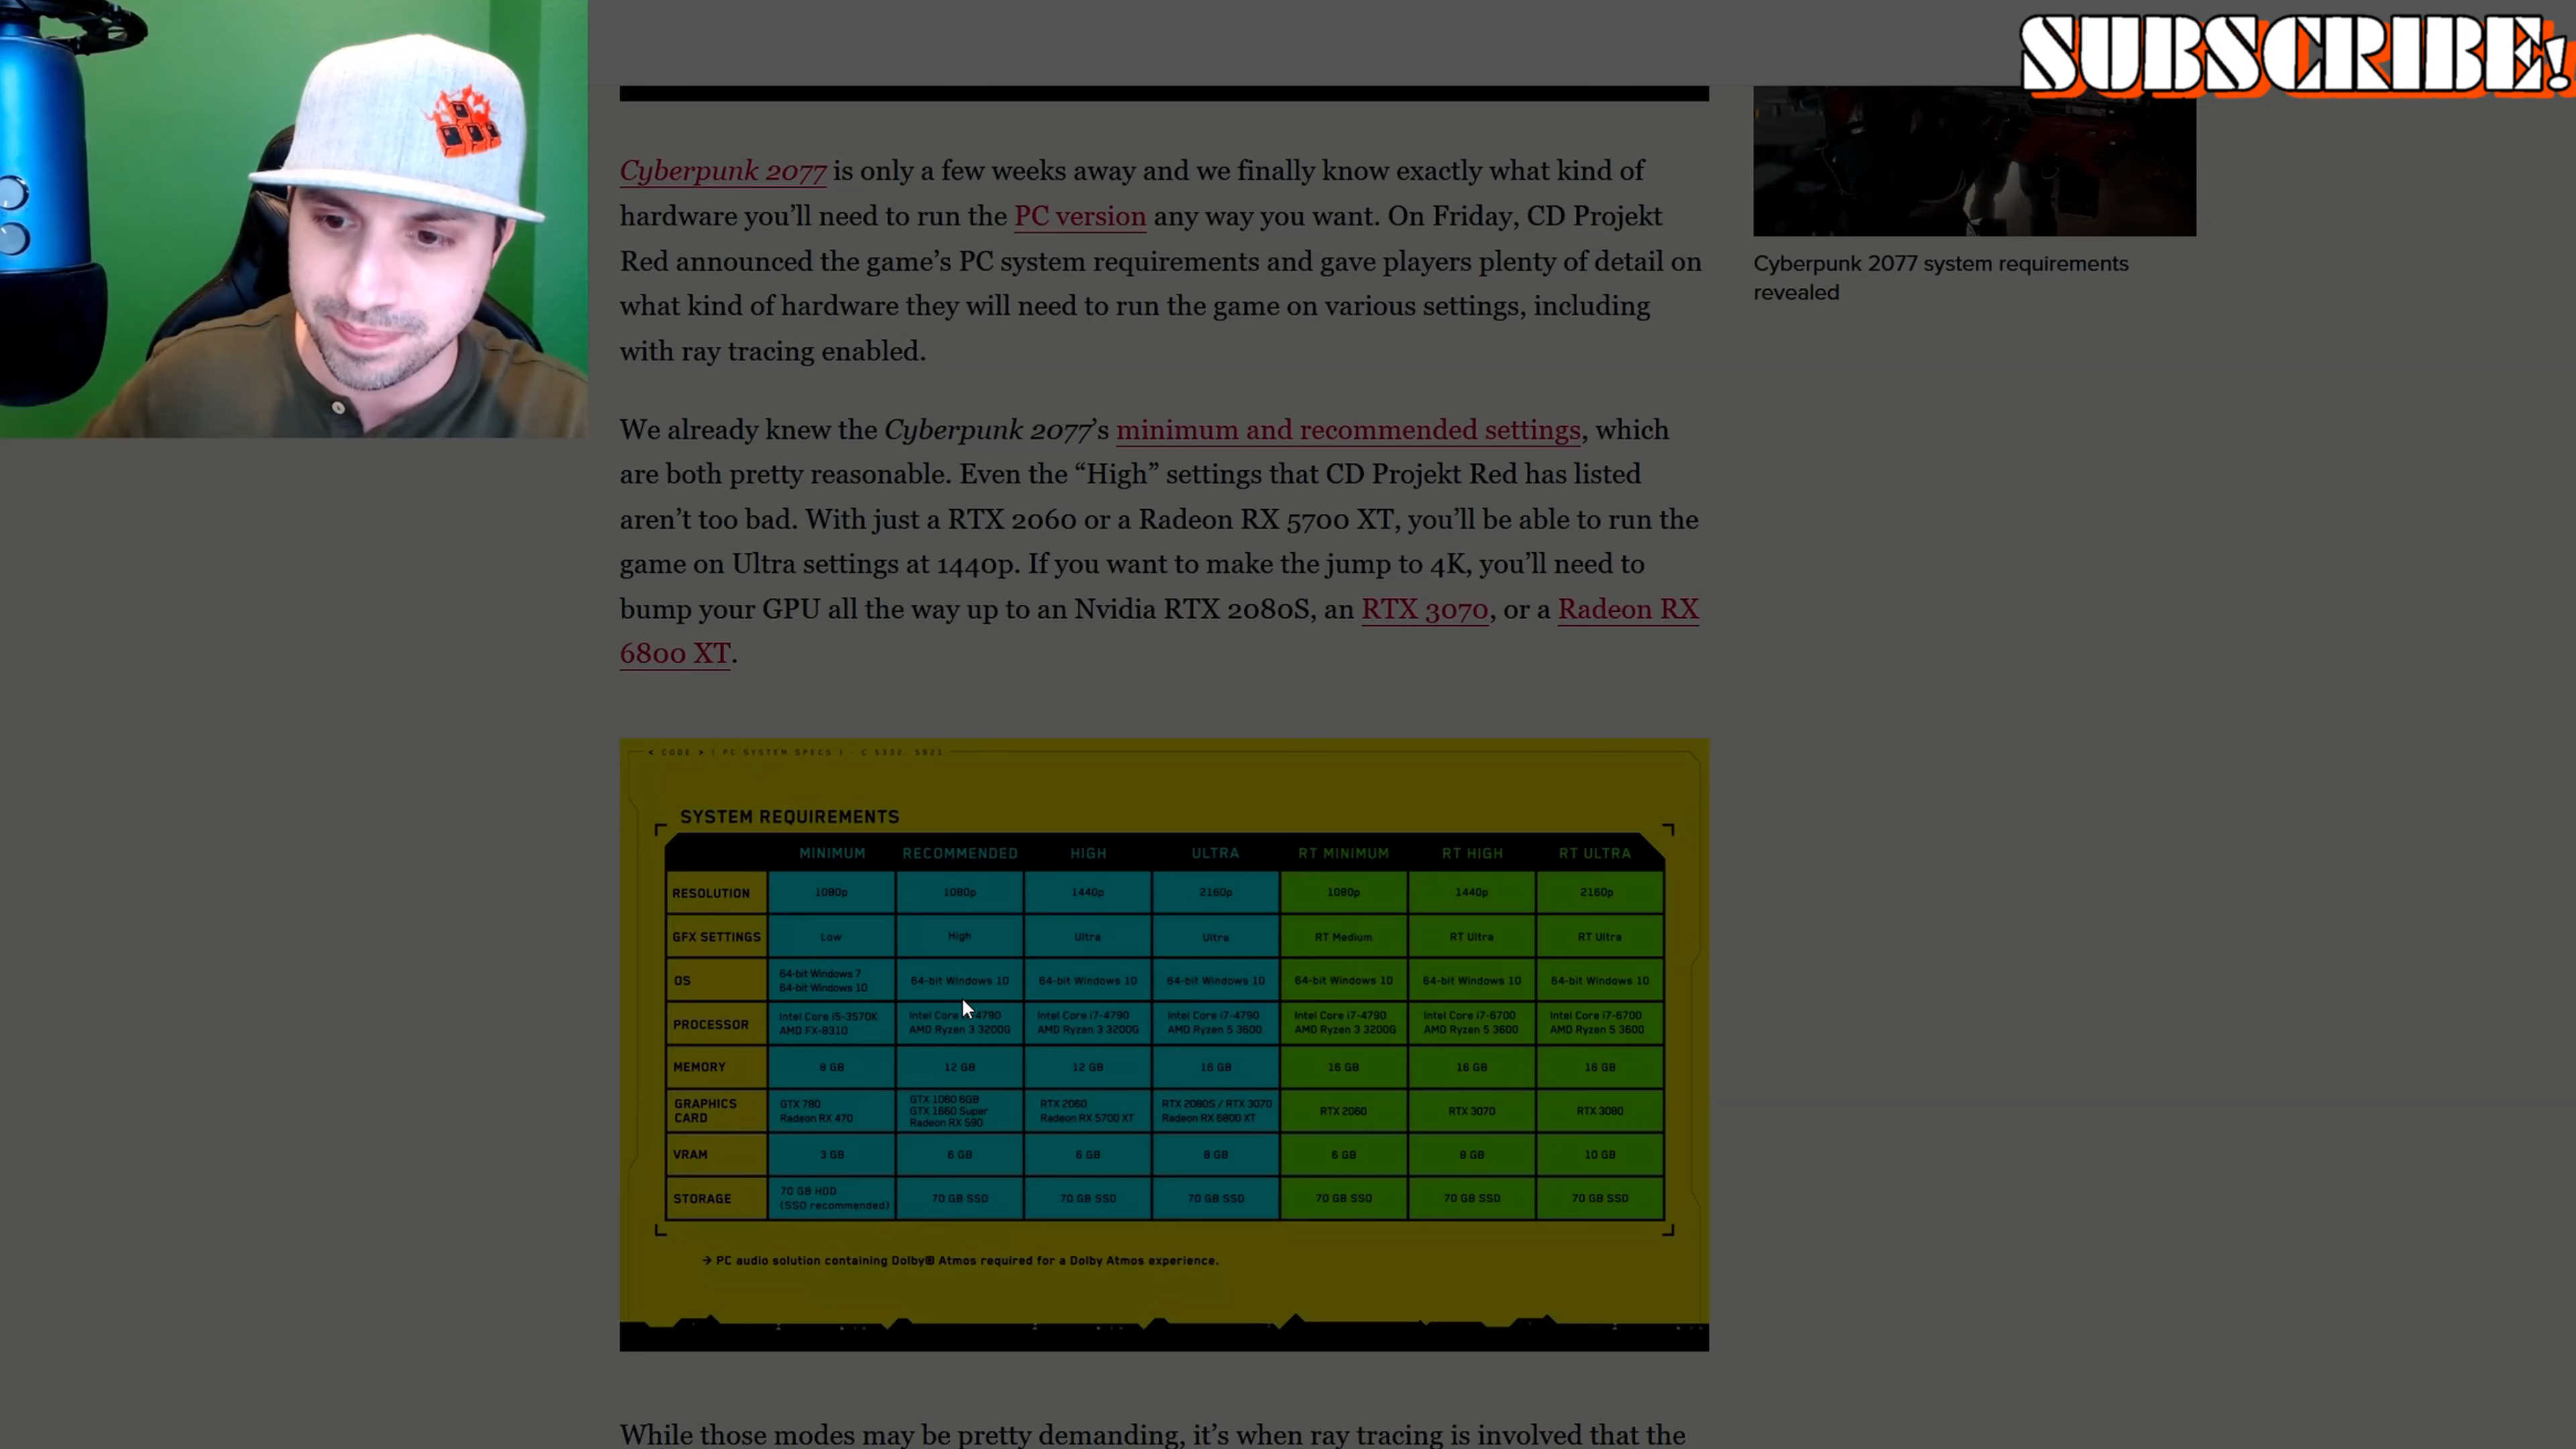 SUBSCRIBE!
Cyberpunk 2077 is only a few weeks away and we finally know exactly what kind of
hardware you’ll need to run the PC version any way you want. On Friday, CD Projekt
Red announced the game’s PC system requirements and gave players plenty of detail on
what kind of hardware they will need to run the game on various settings, including
with ray tracing enabled.
Cyberpunk 2077 system requirements
revealed
We already knew the Cyberpunk 2077’s minimum and recommended settings, which
are both pretty reasonable. Even the “High” settings that CD Projekt Red has listed
aren’t too bad. With just a RTX 2060 or a Radeon RX 5700 XT, you’ll be able to run the
game on Ultra settings at 1440p. If you want to make the jump to 4K, you’ll need to
bump your GPU all the way up to an Nvidia RTX 2080S, an RTX 3070, or a Radeon RX
6800 XT.
< CODE > | PC SYSTEM SPECS | - C 5332 5821
SYSTEM REQUIREMENTS
MINIMUM RECOMMENDED HIGH ULTRA RT MINIMUM RT HIGH RT ULTRA
RESOLUTION 1080p 1080p 1440p 2160p 1080p 1440p 2160p
GFX SETTINGS Low High Ultra Ultra RT Medium RT Ultra RT Ultra
OS 64-bit Windows 7 64-bit Windows 10 64-bit Windows 10 64-bit Windows 10 64-bit Windows 10 64-bit Windows 10 64-bit Windows 10
64-bit Windows 10
PROCESSOR Intel Core i5-3570K Intel Core 4790 Intel Core i7-4790 Intel Core i7-4790 Intel Core i7-4790 Intel Core i7-6700 Intel Core i7-6700
AMD FX-8310 AMD Ryzen 3 3200G AMD Ryzen 3 3200G AMD Ryzen 5 3600 AMD Ryzen 3 3200G AMD Ryzen 5 3600 AMD Ryzen 5 3600
MEMORY 8 GB 12 GB 12 GB 16 GB 16 GB 16 GB 16 GB
GRAPHICS CARD GTX 780 GTX 1060 6GB RTX 2060 RTX 2080S / RTX 3070 RTX 2060 RTX 3070 RTX 3080
Radeon RX 470 GTX 1660 Super Radeon RX 5700 XT Radeon RX 6800 XT
Radeon RX 590
VRAM 3 GB 6 GB 6 GB 8 GB 6 GB 8 GB 10 GB
STORAGE 70 GB HDD 70 GB SSD 70 GB SSD 70 GB SSD 70 GB SSD 70 GB SSD 70 GB SSD
(SSD recommended)
→ PC audio solution containing Dolby® Atmos required for a Dolby Atmos experience.
While those modes may be pretty demanding, it’s when ray tracing is involved that the